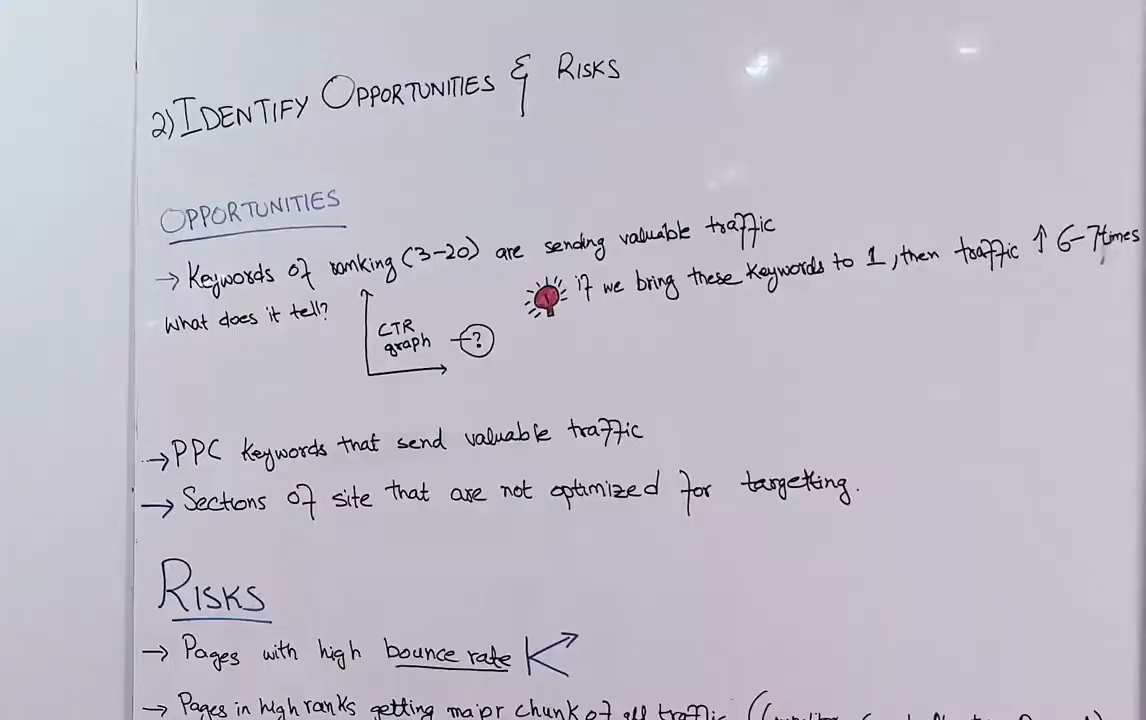 2) IDENTIFY OPPORTUNITIES & RISKS
OPPORTUNITIES
→ Keywords of ranking (3-20) are sending valuable traffic
What does it tell?
CTR
graph
?
if we bring these keywords to 1, then traffic ↑ 6-7 times
→ PPC keywords that send valuable traffic
→ Sections of site that are not optimized for targetting.
RISKS
→ Pages with high bounce rate
→ Pages in high ranks getting major chunk of all traffic